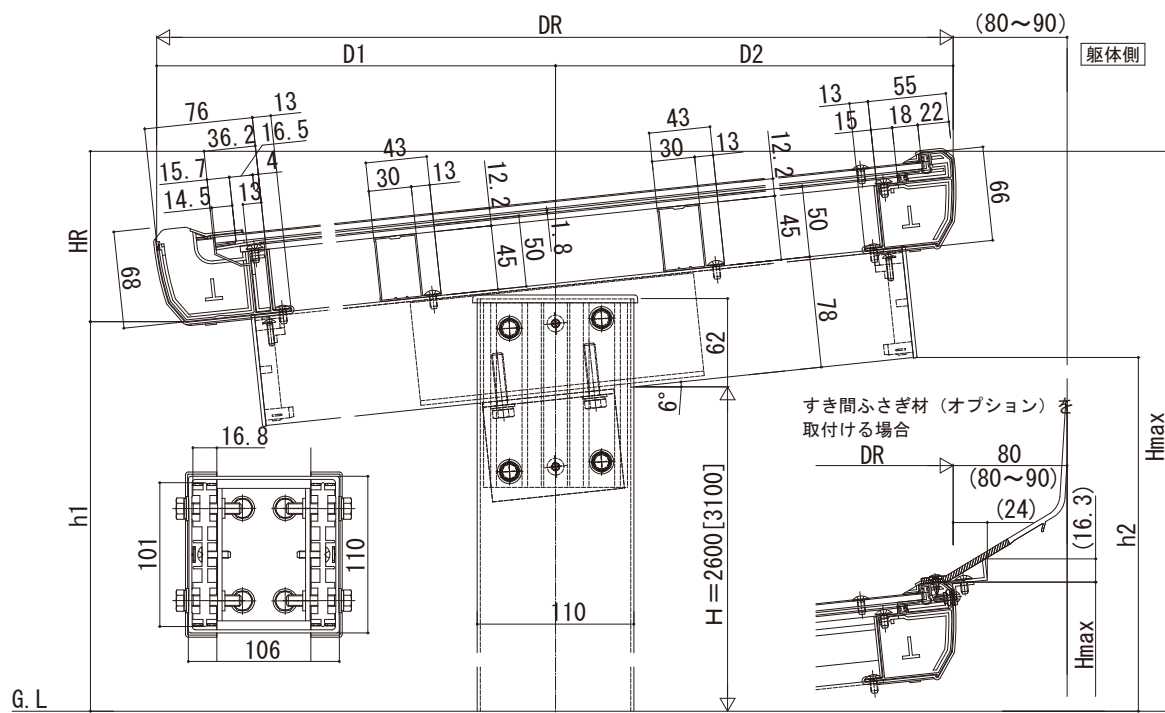 DR
(80～90)
D1
D2
躯体側
76
13
36.2
16.5
15.7
4
14.5
13
43
30
13
12.2
45
50
1.8
43
30
13
12.2
45
50
13
55
15
18
22
66
HR
68
62
78
6°
すき間ふさぎ材（オプション）を
取付ける場合
DR
80
(80～90)
(24)
(16.3)
Hmax
Hmax
h2
16.8
101
110
106
h1
110
H＝2600[3100]
G.L